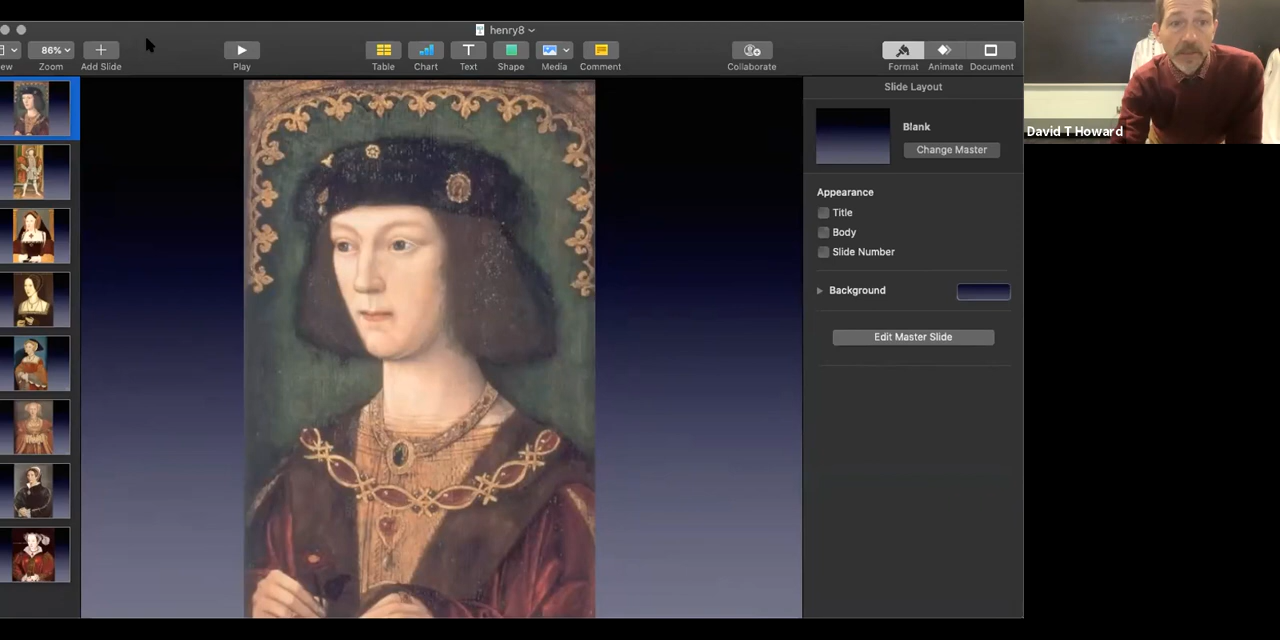 henry8
ew
86%
Zoom
Add Slide
Play
Table
Chart
Text
Shape
Media
Comment
Collaborate
Format
Animate
Document
Slide Layout
Blank
Change Master
Appearance
Title
Body
Slide Number
Background
Edit Master Slide
David T Howard